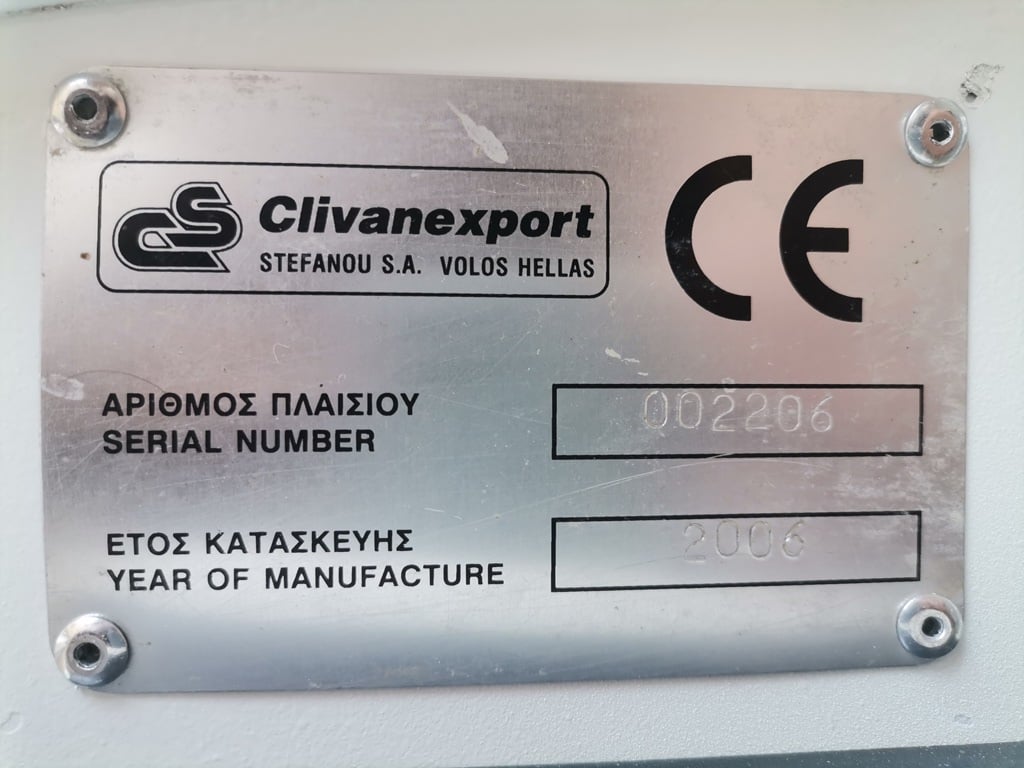 CS Clivanexport
STEFANOU S.A. VOLOS HELLAS
CE
ΑΡΙΘΜΟΣ ΠΛΑΙΣΙΟΥ
SERIAL NUMBER
002206
ΕΤΟΣ ΚΑΤΑΣΚΕΥΗΣ
YEAR OF MANUFACTURE
2006